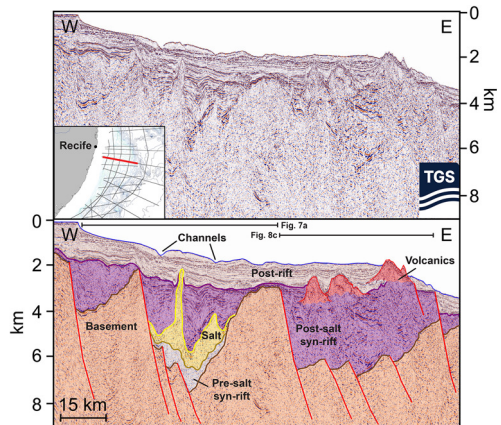 W
E
0
2
4
6
8
km
Recife
TGS
0
2
4
6
8
km
W
E
Fig. 7a
Fig. 8c
Channels
Post-rift
Volcanics
Basement
Salt
Post-salt
syn-rift
Pre-salt
syn-rift
15 km